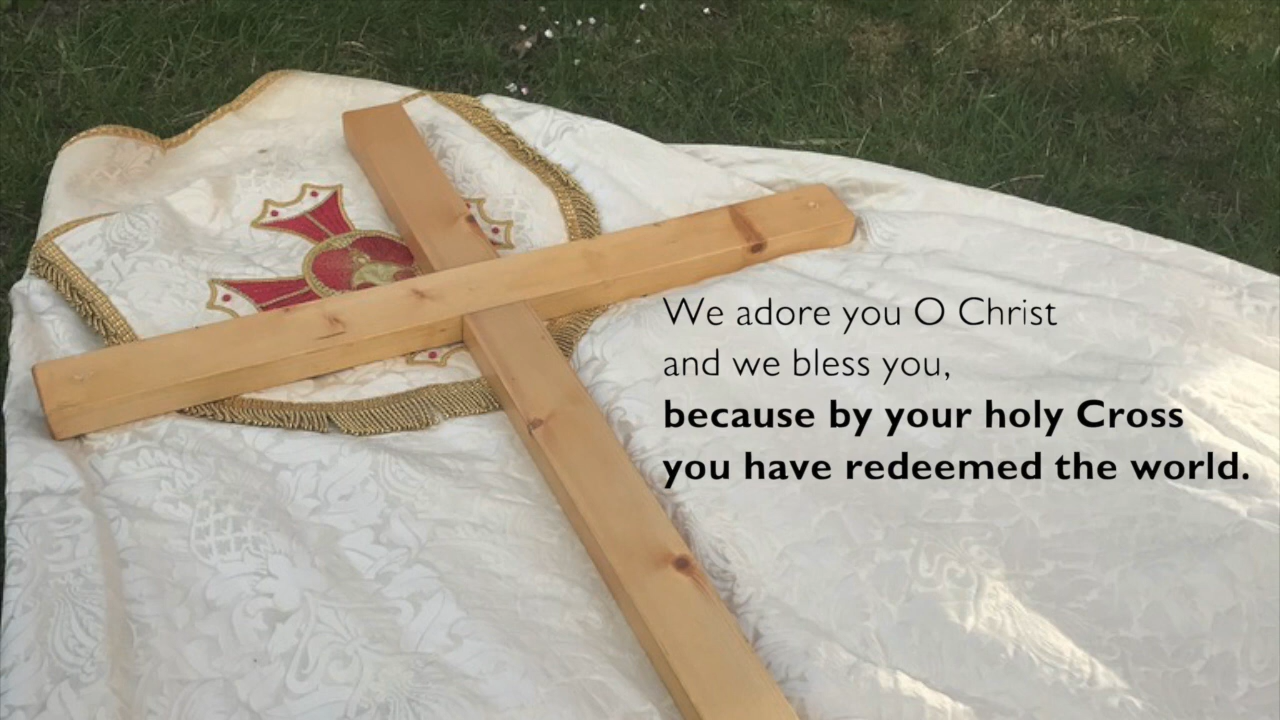 We adore you O Christ
and we bless you,
because by your holy Cross
you have redeemed the world.